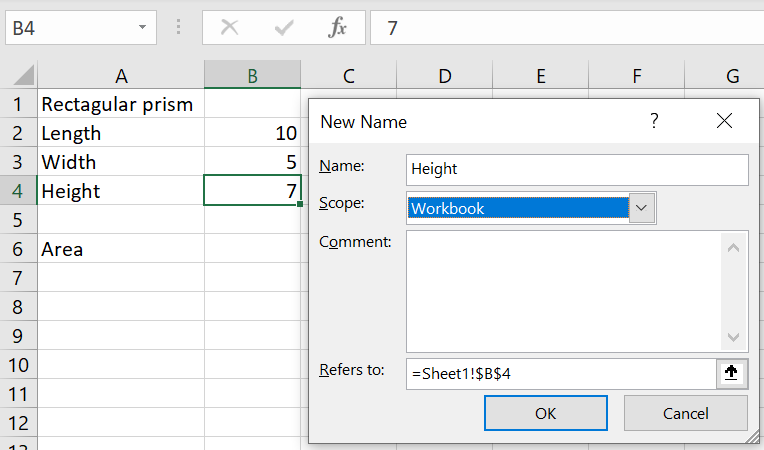 B4 fx 7
A B C D E F G
1 Rectagular prism
2 Length 10
3 Width 5
4 Height 7
5
6 Area
7
8
9
10
11
12
13
New Name ? X
Name: Height
Scope: Workbook
Comment:
Refers to: =Sheet1!$B$4
OK Cancel